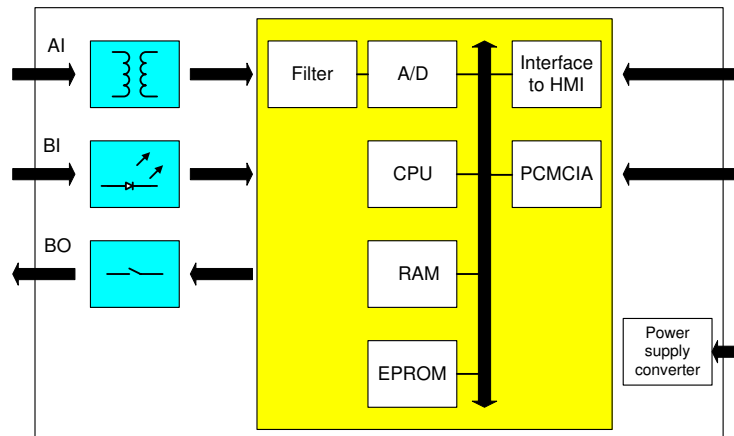 AI
Filter
A/D
Interface
to HMI
BI
CPU
PCMCIA
BO
RAM
Power
supply
converter
EPROM